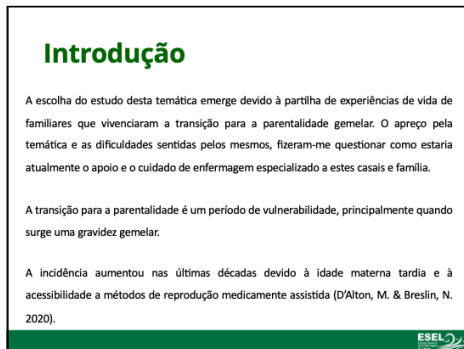 Introdução
A escolha do estudo desta temática emerge devido à partilha de experiências de vida de
familiares que vivenciaram a transição para a parentalidade gemelar. O apreço pela
temática e as dificuldades sentidas pelos mesmos, fizeram-me questionar como estaria
atualmente o apoio e o cuidado de enfermagem especializado a estes casais e família.
A transição para a parentalidade é um período de vulnerabilidade, principalmente quando
surge uma gravidez gemelar.
A incidência aumentou nas últimas décadas devido à idade materna tardia e à
acessibilidade a métodos de reprodução medicamente assistida (D’Alton, M. & Breslin, N.
2020).
ESEL